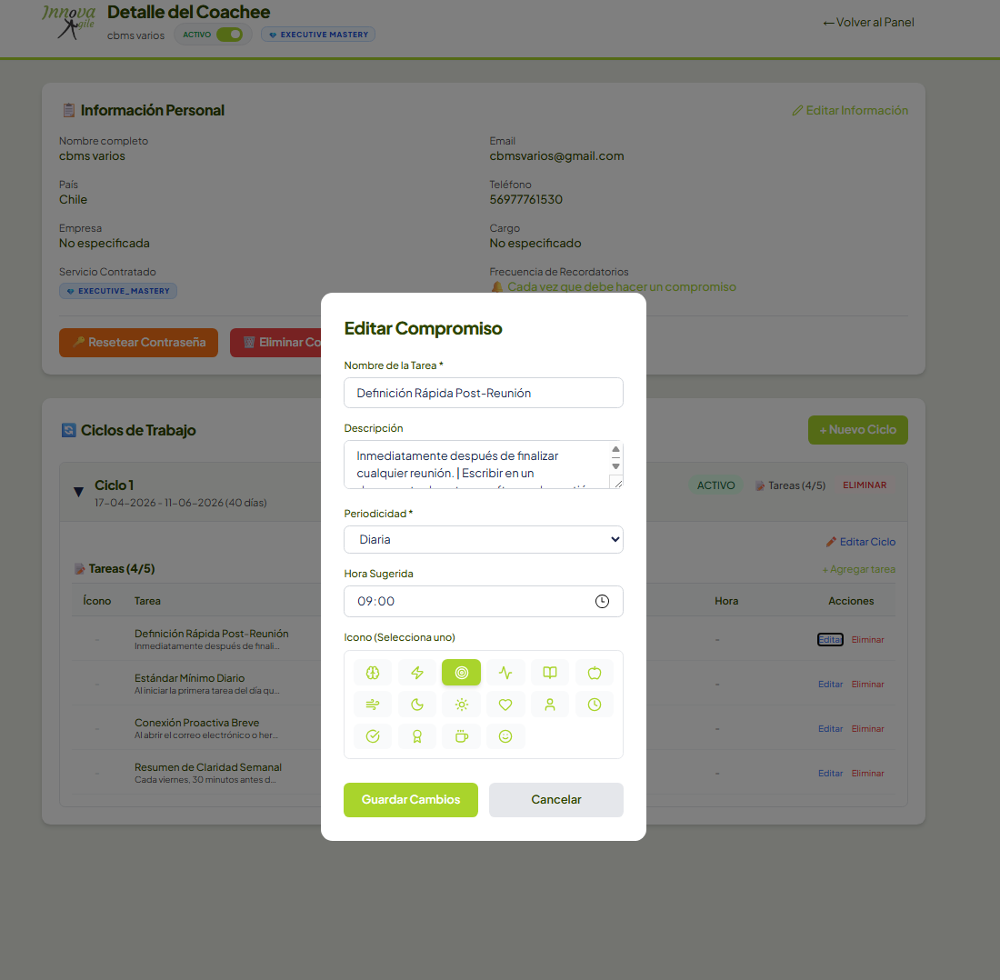 Innova
Agile
Detalle del Coachee
cbms varios
ACTIVO
EXECUTIVE MASTERY
← Volver al Panel
Información Personal
Editar Información
Nombre completo
cbms varios
Email
cbmsvarios@gmail.com
País
Chile
Teléfono
56977761530
Empresa
No especificada
Cargo
No especificado
Servicio Contratado
EXECUTIVE_MASTERY
Frecuencia de Recordatorios
Cada vez que debe hacer un compromiso
Resetear Contraseña
Eliminar Co
Editar Compromiso
Nombre de la Tarea *
Definición Rápida Post-Reunión
Descripción
Inmediatamente después de finalizar
cualquier reunión. | Escribir en un
Periodicidad *
Diaria
Hora Sugerida
09:00
Icono (Selecciona uno)
Guardar Cambios
Cancelar
Ciclos de Trabajo
+ Nuevo Ciclo
Ciclo 1
17-04-2026 - 11-06-2026 (40 días)
ACTIVO
Tareas (4/5)
ELIMINAR
Editar Ciclo
Tareas (4/5)
+ Agregar tarea
Ícono
Tarea
Hora
Acciones
-
Definición Rápida Post-Reunión
Inmediatamente después de finali...
-
Editar
Eliminar
-
Estándar Mínimo Diario
Al iniciar la primera tarea del día qu...
-
Editar
Eliminar
-
Conexión Proactiva Breve
Al abrir el correo electrónico o her...
-
Editar
Eliminar
-
Resumen de Claridad Semanal
Cada viernes, 30 minutos antes d...
-
Editar
Eliminar